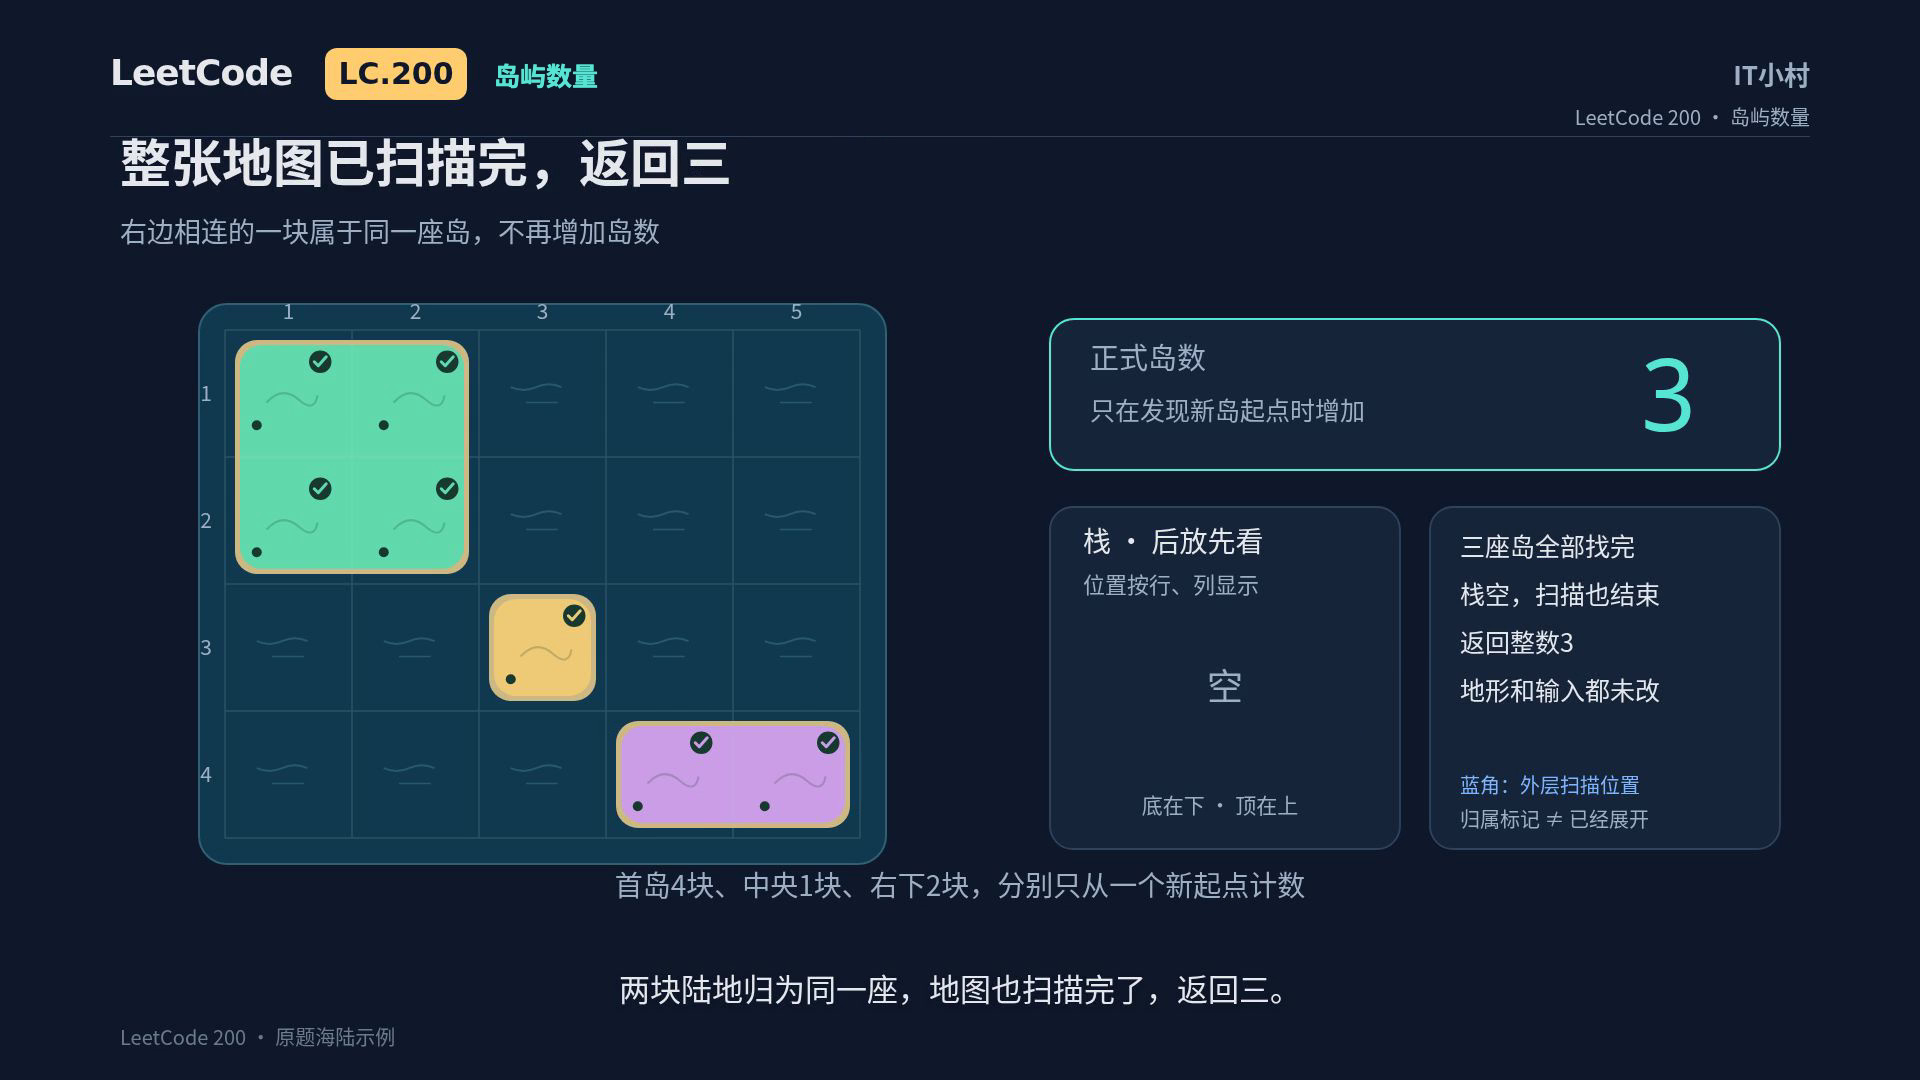 LeetCode LC.200 岛屿数量
IT小村
LeetCode 200 · 岛屿数量
整张地图已扫描完，返回三
右边相连的一块属于同一座岛，不再增加岛数
1 2 3 4 5
1
2
3
4
正式岛数
只在发现新岛起点时增加
3
栈 · 后放先看
位置按行、列显示
空
底在下 · 顶在上
三座岛全部找完
栈空，扫描也结束
返回整数3
地形和输入都未改
蓝角：外层扫描位置
归属标记 ≠ 已经展开
首岛4块、中央1块、右下2块，分别只从一个新起点计数
两块陆地归为同一座，地图也扫描完了，返回三。
LeetCode 200 · 原题海陆示例